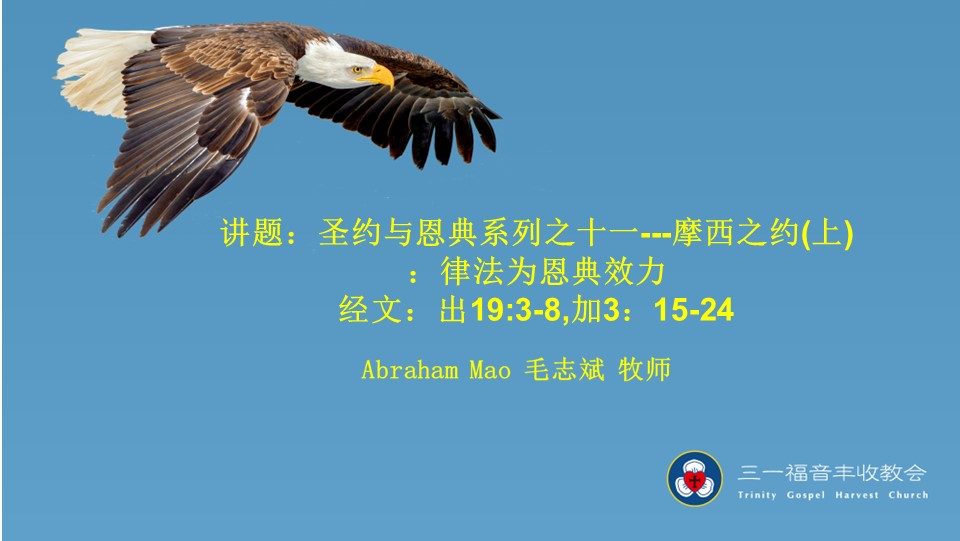 讲题：圣约与恩典系列之十一---摩西之约(上)
：律法为恩典效力
经文：出19:3-8,加3：15-24
Abraham Mao 毛志斌 牧师
三一福音丰收教会
Trinity Gospel Harvest Church